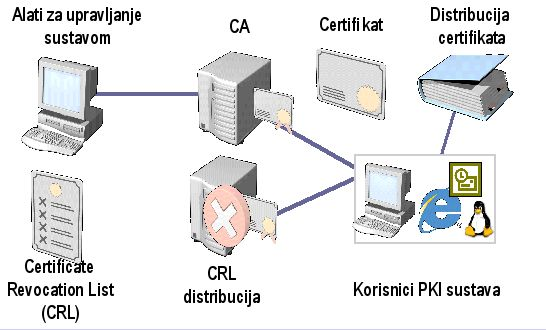 Alati za upravljanje
sustavom
CA
Certifikat
Distribucija
certifikata
Certificate
Revocation List
(CRL)
CRL
distribucija
Korisnici PKI sustava